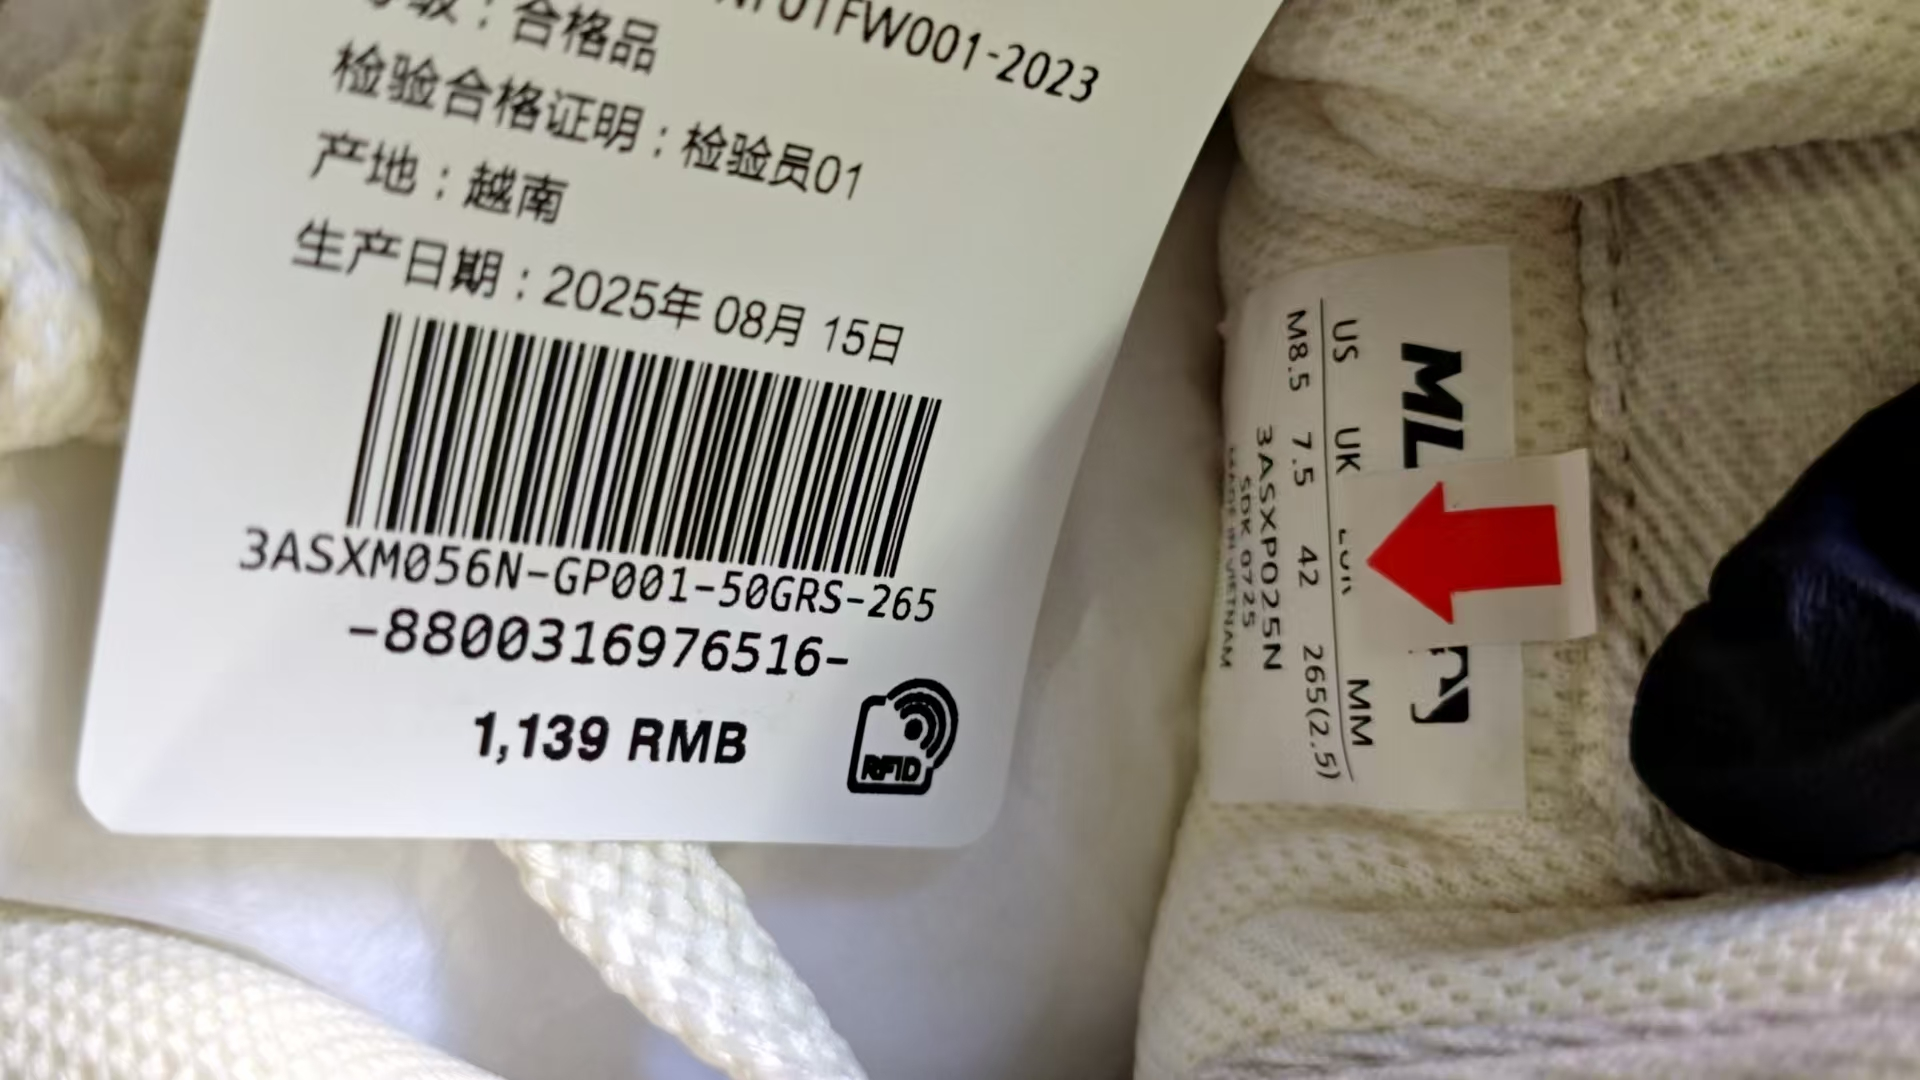 合格品
FW001-2023
检验合格证明：检验员01
产地：越南
生产日期：2025年 08月 15日
3ASXM056N-GP001-50GRS-265
-8800316976516-
1,139 RMB
RFID
ML
US UK MM
M8.5 7.5 42 265(2.5)
3ASXP025N
SDK 0725
MADE IN VIETNAM